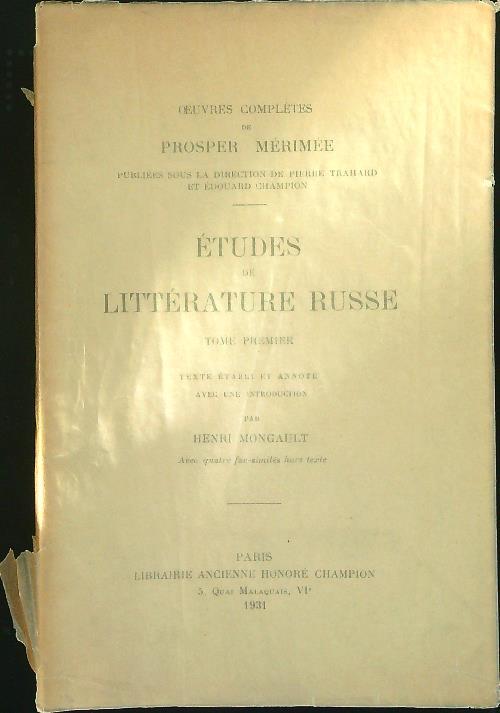 ŒUVRES COMPLÈTES
DE
PROSPER MÉRIMÉE
PUBLIÉES SOUS LA DIRECTION DE PIERRE TRAHARD
ET ÉDOUARD CHAMPION
ÉTUDES
DE
LITTÉRATURE RUSSE
TOME PREMIER
TEXTE ÉTABLI ET ANNOTÉ
AVEC UNE INTRODUCTION
PAR
HENRI MONGAULT
Avec quatre fac-similés hors texte
PARIS
LIBRAIRIE ANCIENNE HONORÉ CHAMPION
5, Quai Malaquais, VIe
1931